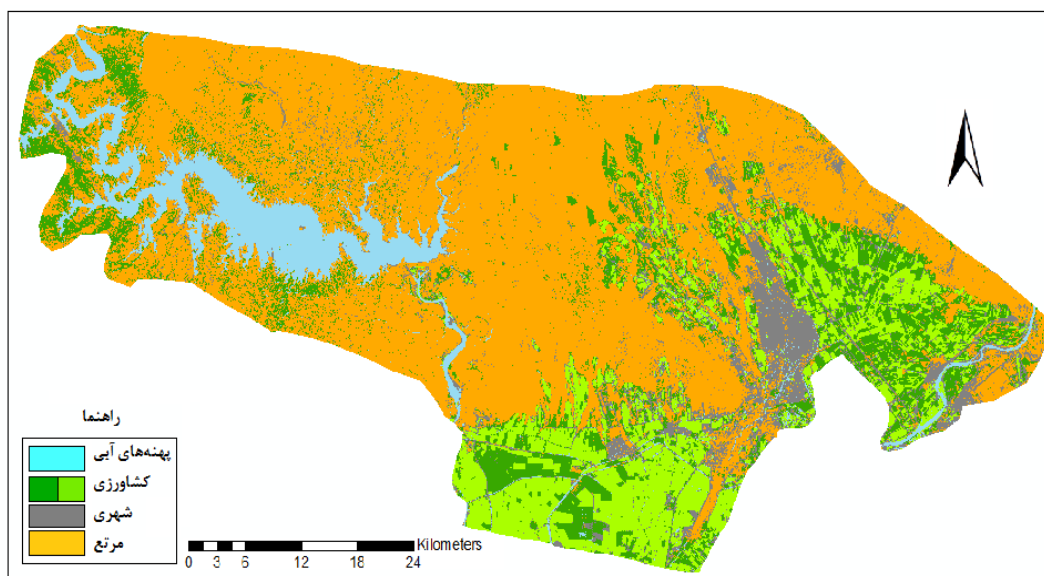 راهنما
پهنه‌های آبی
کشاورزی
شهری
مرتع
Kilometers
0 3 6 12 18 24